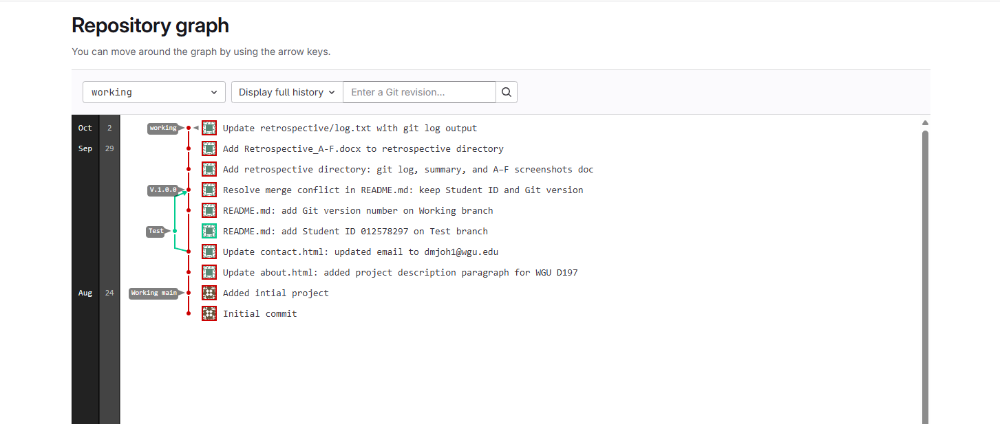 Repository graph
You can move around the graph by using the arrow keys.
working Display full history Enter a Git revision...
Oct 2 working Update retrospective/log.txt with git log output
Sep 29 Add Retrospective_A-F.docx to retrospective directory
Add retrospective directory: git log, summary, and A–F screenshots doc
V.1.0.0 Resolve merge conflict in README.md: keep Student ID and Git version
README.md: add Git version number on Working branch
Test README.md: add Student ID 012578297 on Test branch
Update contact.html: updated email to dmjoh1@wgu.edu
Update about.html: added project description paragraph for WGU D197
Aug 24 Working main Added intial project
Initial commit